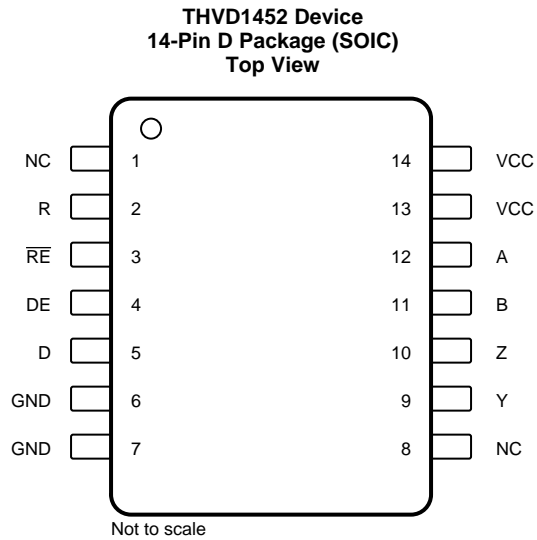 THVD1452 Device
14-Pin D Package (SOIC)
Top View
NC 1 14 VCC
R 2 13 VCC
R̅E̅ 3 12 A
DE 4 11 B
D 5 10 Z
GND 6 9 Y
GND 7 8 NC
Not to scale